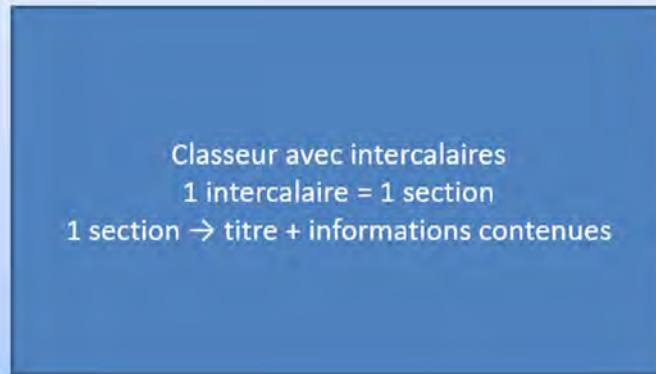 Classeur avec intercalaires
1 intercalaire = 1 section
1 section → titre + informations contenues